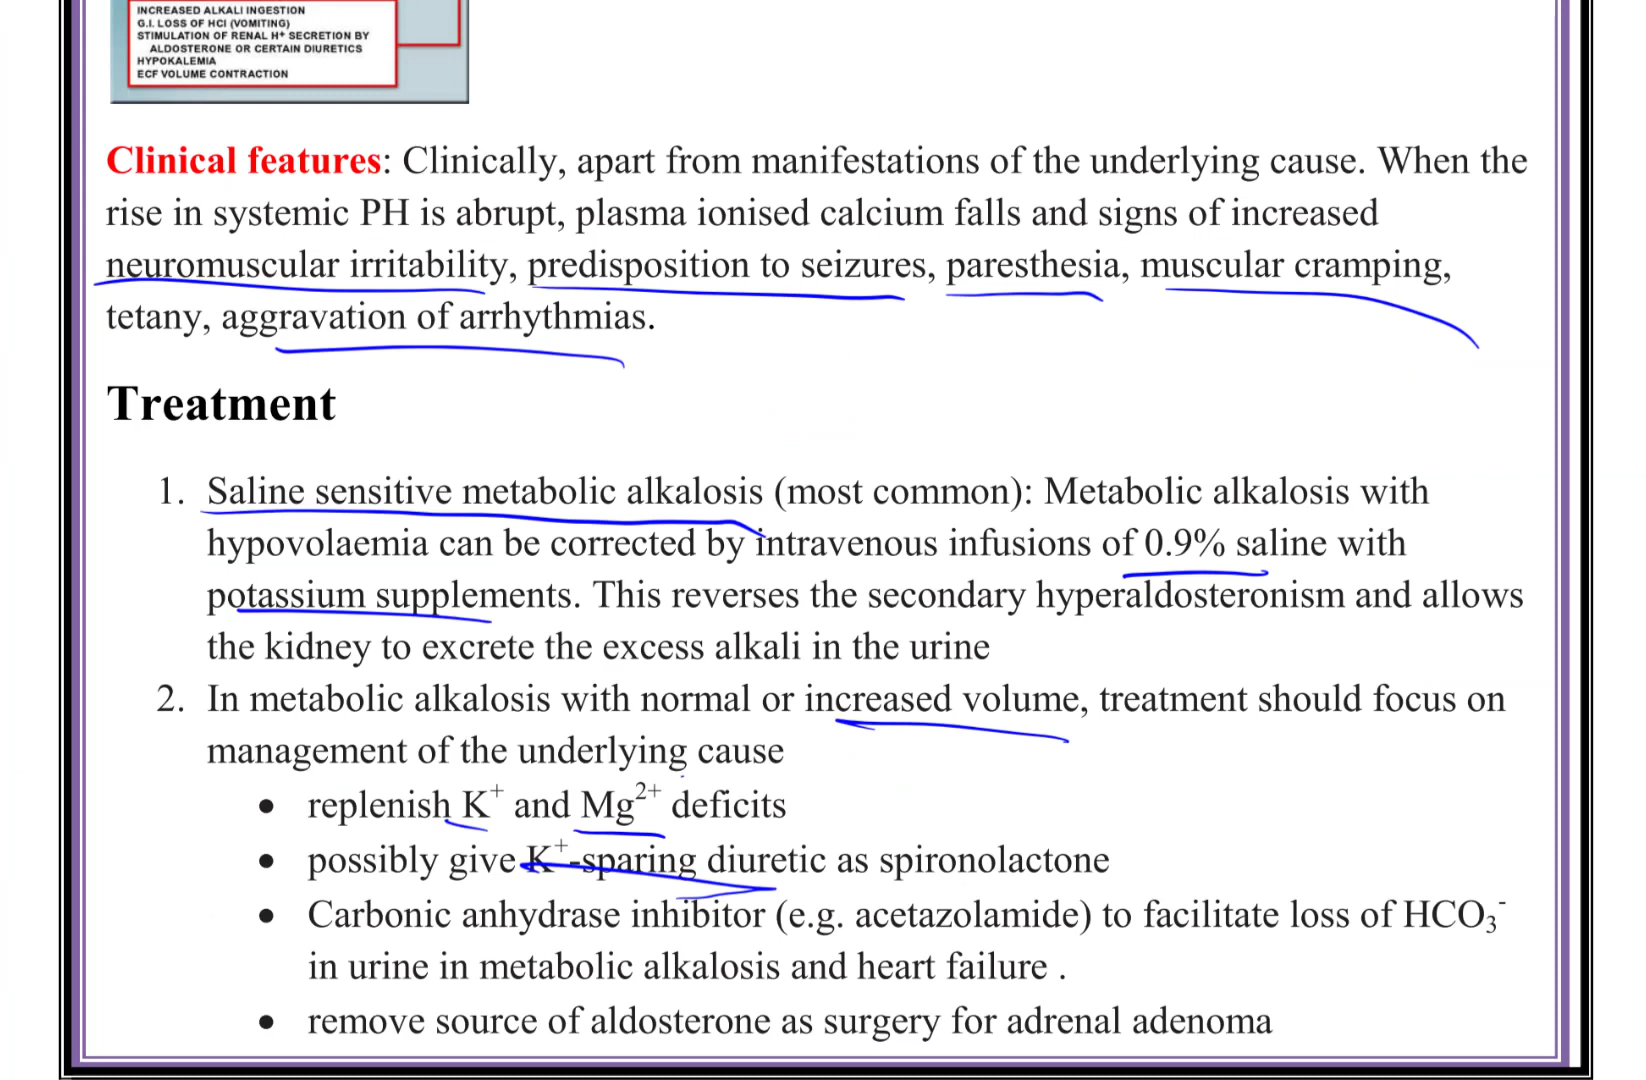 INCREASED ALKALI INGESTION
G.I. LOSS OF HCl (VOMITING)
STIMULATION OF RENAL H⁺ SECRETION BY
ALDOSTERONE OR CERTAIN DIURETICS
HYPOKALEMIA
ECF VOLUME CONTRACTION
Clinical features: Clinically, apart from manifestations of the underlying cause. When the
rise in systemic PH is abrupt, plasma ionised calcium falls and signs of increased
neuromuscular irritability, predisposition to seizures, paresthesia, muscular cramping,
tetany, aggravation of arrhythmias.
Treatment
1. Saline sensitive metabolic alkalosis (most common): Metabolic alkalosis with
hypovolaemia can be corrected by intravenous infusions of 0.9% saline with
potassium supplements. This reverses the secondary hyperaldosteronism and allows
the kidney to excrete the excess alkali in the urine
2. In metabolic alkalosis with normal or increased volume, treatment should focus on
management of the underlying cause
• replenish K⁺ and Mg²⁺ deficits
• possibly give K⁺-sparing diuretic as spironolactone
• Carbonic anhydrase inhibitor (e.g. acetazolamide) to facilitate loss of HCO₃⁻
in urine in metabolic alkalosis and heart failure .
• remove source of aldosterone as surgery for adrenal adenoma